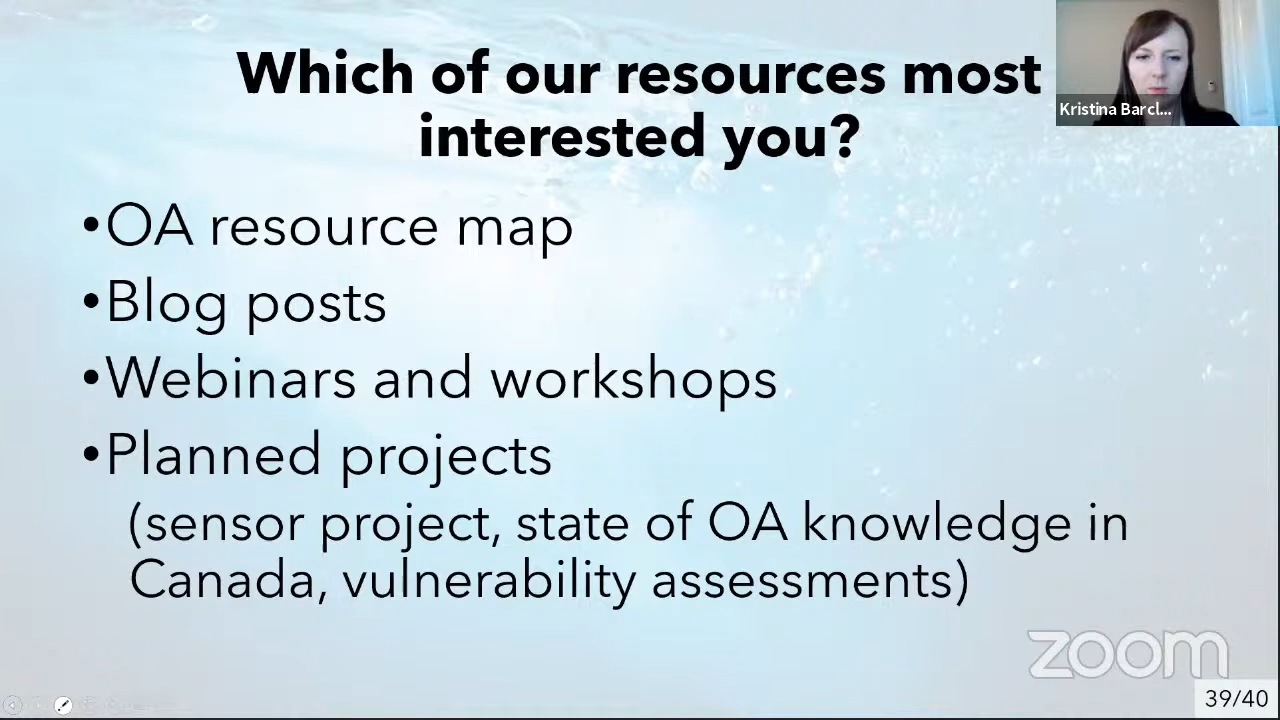 Which of our resources most
interested you?
Kristina Barcl...
•OA resource map
•Blog posts
•Webinars and workshops
•Planned projects
(sensor project, state of OA knowledge in
Canada, vulnerability assessments)
zoom
39/40